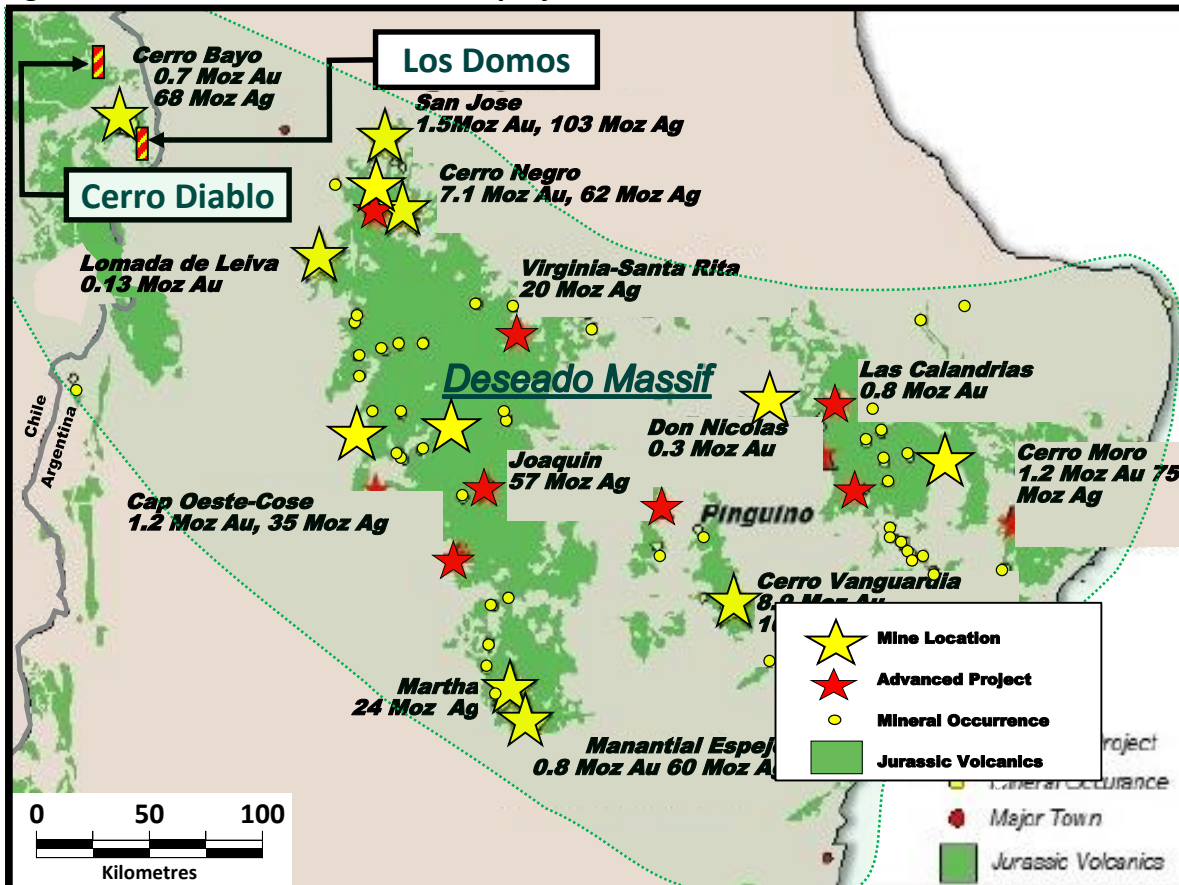 Cerro Bayo
0.7 Moz Au
68 Moz Ag
Los Domos
San Jose
1.5Moz Au, 103 Moz Ag
Cerro Diablo
Cerro Negro
7.1 Moz Au, 62 Moz Ag
Lomada de Leiva
0.13 Moz Au
Virginia-Santa Rita
20 Moz Ag
Deseado Massif
Las Calandrias
0.8 Moz Au
Chile
Argentina
Don Nicolas
0.3 Moz Au
Cerro Moro
1.2 Moz Au 75
Moz Ag
Joaquin
57 Moz Ag
Cap Oeste-Cose
1.2 Moz Au, 35 Moz Ag
Pinguino
Cerro Vanguardia
Martha
24 Moz Ag
Manantial
0.8 Moz Au 60 Moz
Mine Location
Advanced Project
Mineral Occurrence
Jurassic Volcanics
Mineral Occurance
Major Town
Jurassic Volcanics
0 50 100
Kilometres